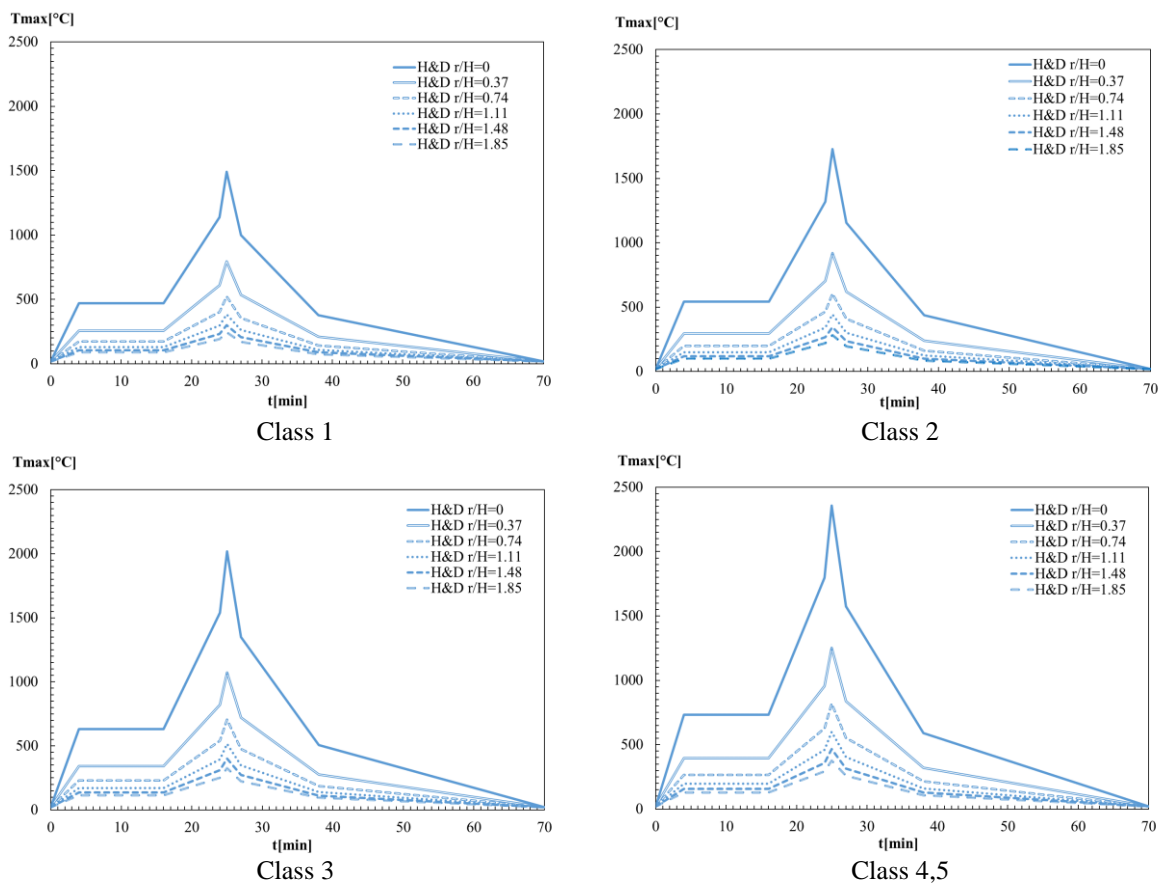 Tmax[°C]
2500
2000
1500
1000
500
0
H&D r/H=0
H&D r/H=0.37
H&D r/H=0.74
H&D r/H=1.11
H&D r/H=1.48
H&D r/H=1.85
0 10 20 30 40 50 60 70
t[min]
Class 1
Tmax[°C]
2500
2000
1500
1000
500
0
H&D r/H=0
H&D r/H=0.37
H&D r/H=0.74
H&D r/H=1.11
H&D r/H=1.48
H&D r/H=1.85
0 10 20 30 40 50 60 70
t[min]
Class 2
Tmax[°C]
2500
2000
1500
1000
500
0
H&D r/H=0
H&D r/H=0.37
H&D r/H=0.74
H&D r/H=1.11
H&D r/H=1.48
H&D r/H=1.85
0 10 20 30 40 50 60 70
t[min]
Class 3
Tmax[°C]
2500
2000
1500
1000
500
0
H&D r/H=0
H&D r/H=0.37
H&D r/H=0.74
H&D r/H=1.11
H&D r/H=1.48
H&D r/H=1.85
0 10 20 30 40 50 60 70
t[min]
Class 4,5